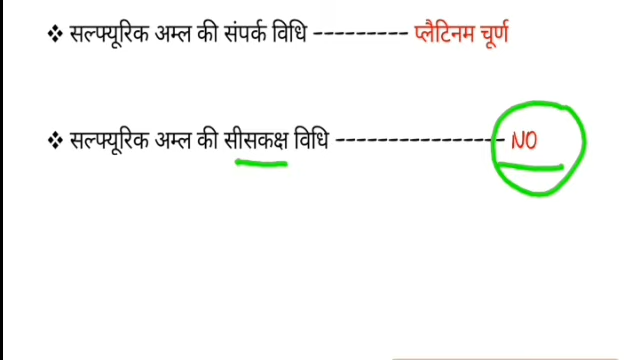 ❖ सल्फ्यूरिक अम्ल की संपर्क विधि --------- प्लैटिनम चूर्ण
❖ सल्फ्यूरिक अम्ल की सीसकक्ष विधि ---------------- NO